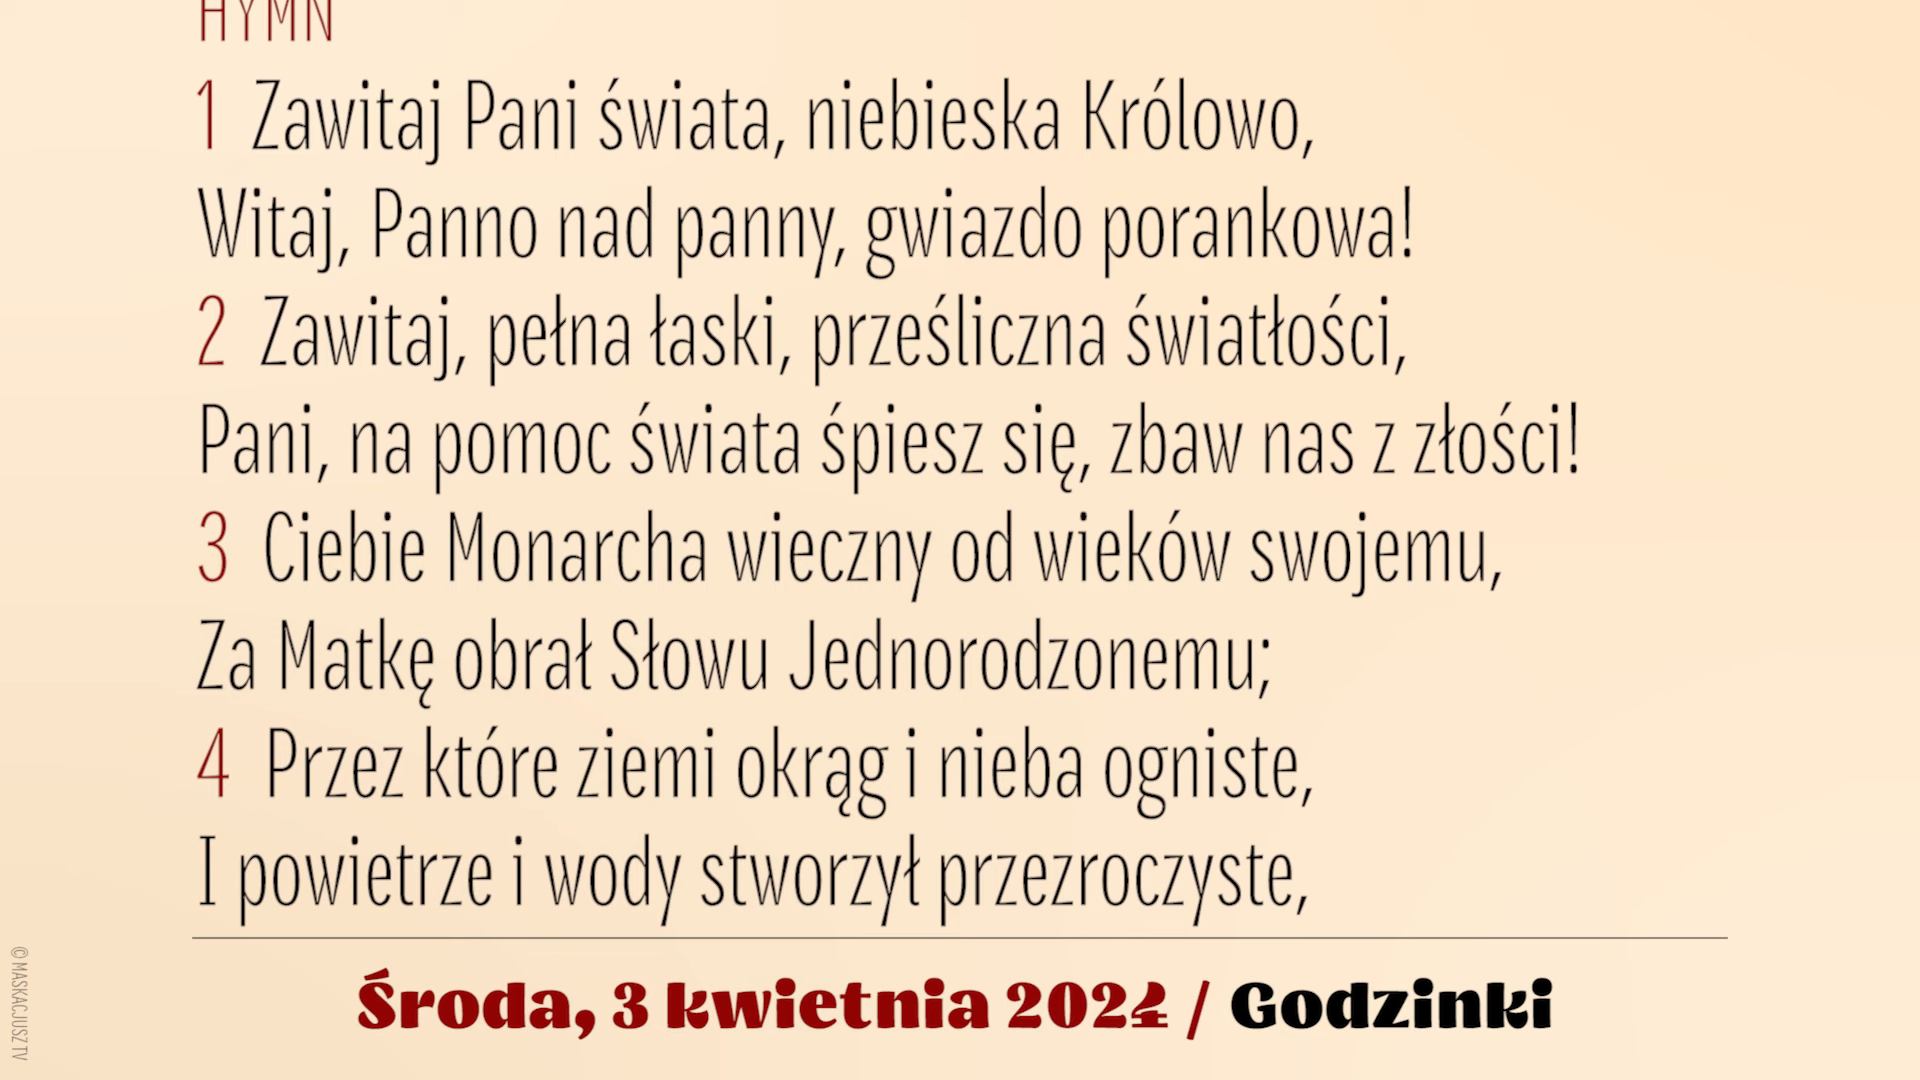 HYMN
1 Zawitaj Pani świata, niebieska Królowo,
Witaj, Panno nad panny, gwiazdo porankowa!
2 Zawitaj, pełna łaski, prześliczna światłości,
Pani, na pomoc świata śpiesz się, zbaw nas z złości!
3 Ciebie Monarcha wieczny od wieków swojemu,
Za Matkę obrał Słowu Jednorodzonemu;
4 Przez które ziemi okrąg i nieba ogniste,
I powietrze i wody stworzył przezroczyste,
Środa, 3 kwietnia 2024 / Godzinki
© MASKACJUSZ TV